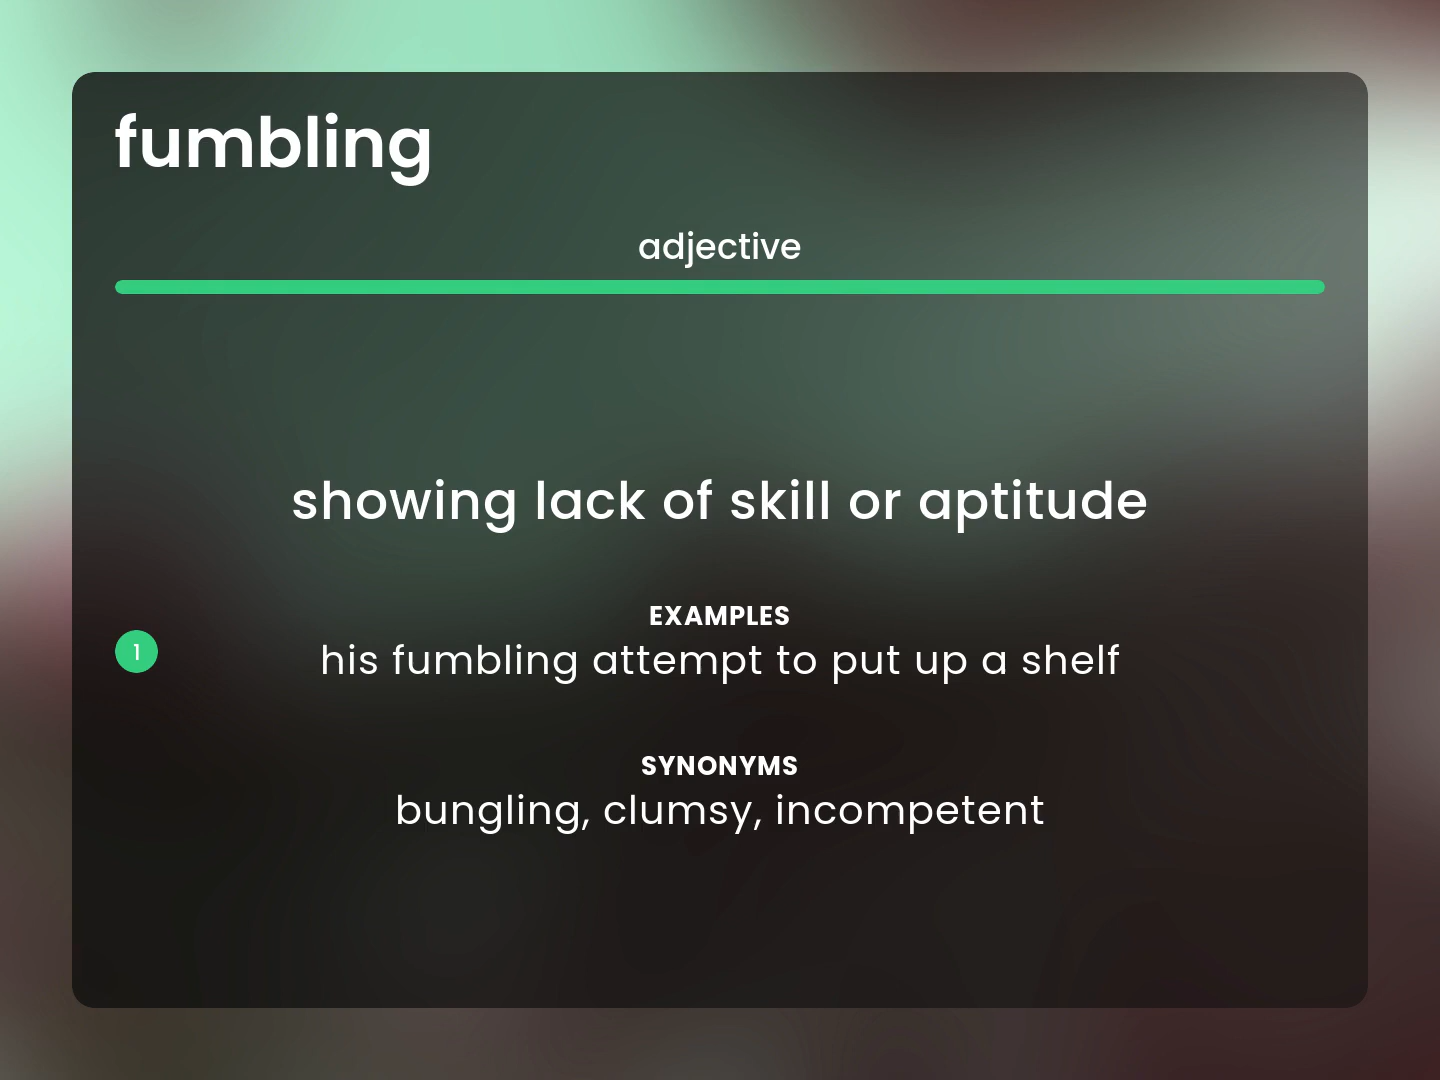 fumbling
adjective
showing lack of skill or aptitude
EXAMPLES
1
his fumbling attempt to put up a shelf
SYNONYMS
bungling, clumsy, incompetent